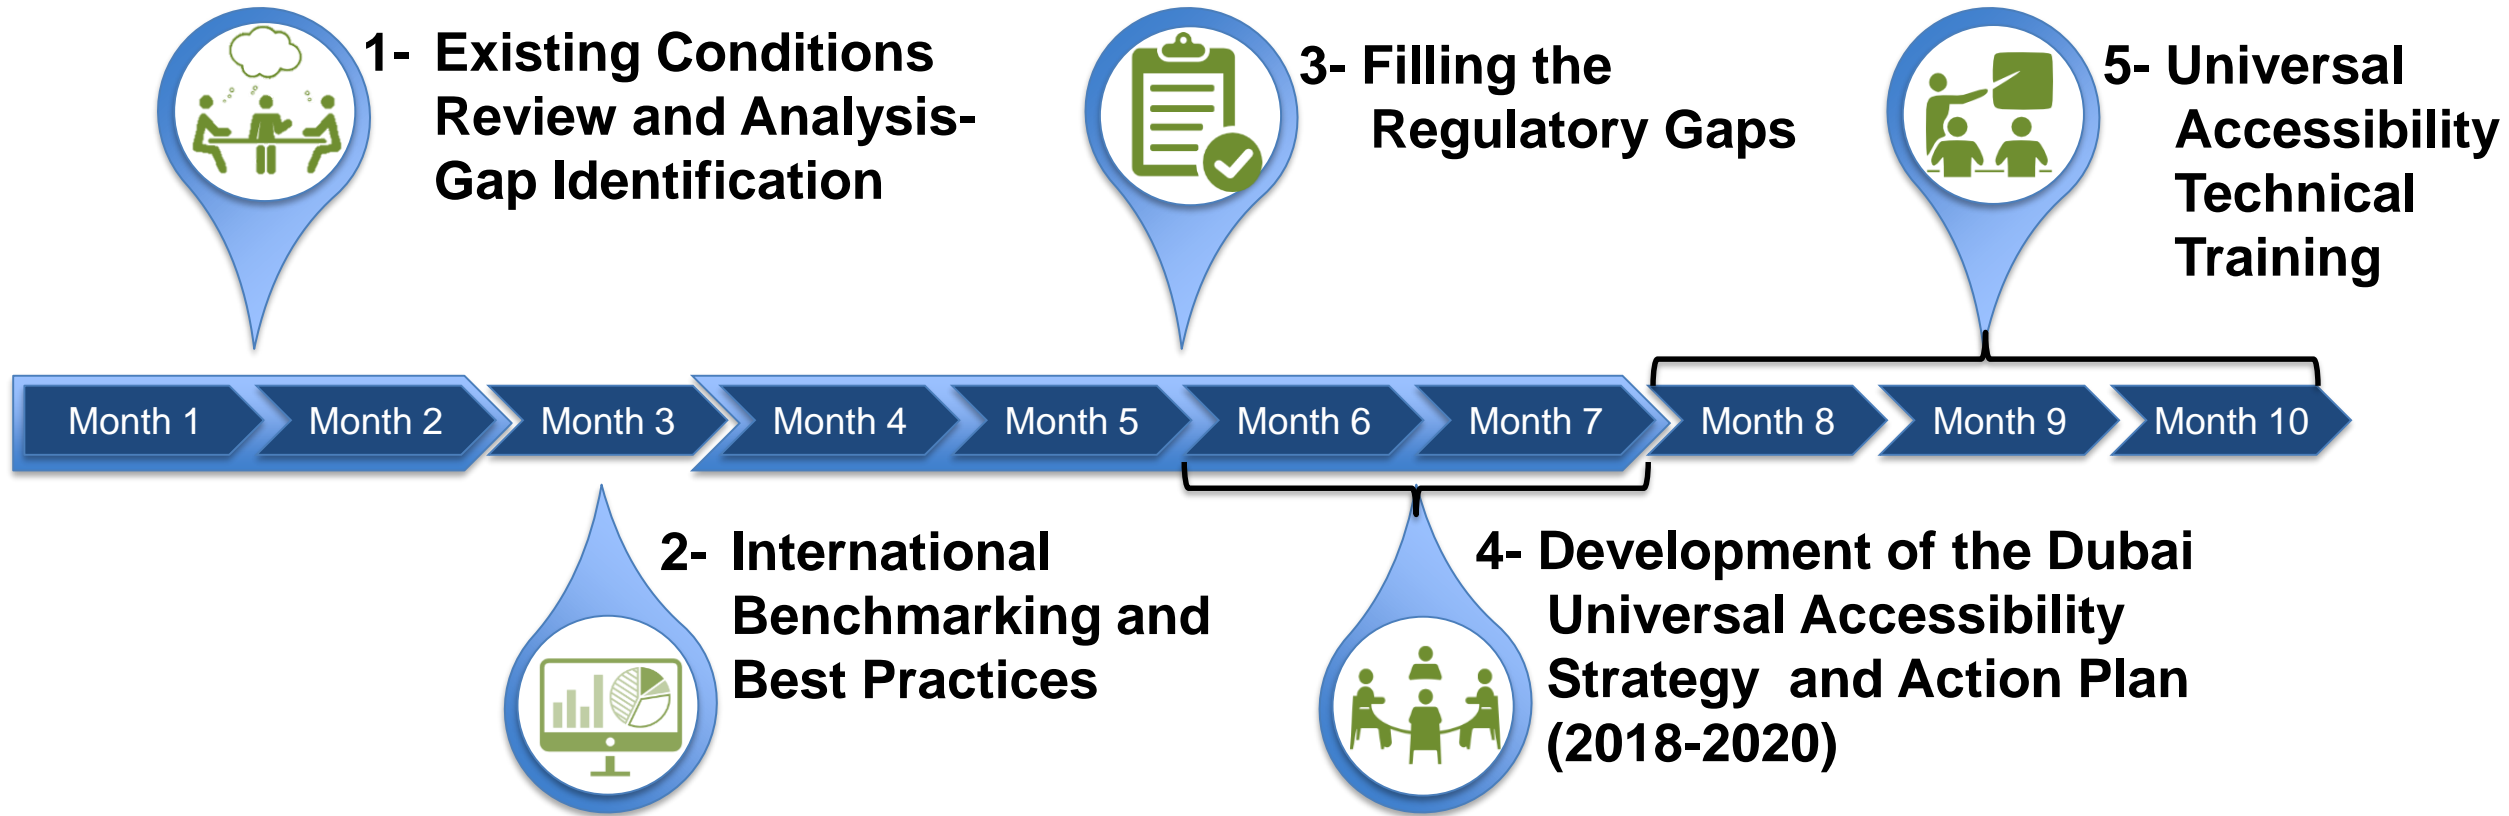 1- Existing Conditions
Review and Analysis-
Gap Identification
3- Filling the
Regulatory Gaps
5- Universal
Accessibility
Technical
Training
Month 1
Month 2
Month 3
Month 4
Month 5
Month 6
Month 7
Month 8
Month 9
Month 10
2- International
Benchmarking and
Best Practices
4- Development of the Dubai
Universal Accessibility
Strategy and Action Plan
(2018-2020)